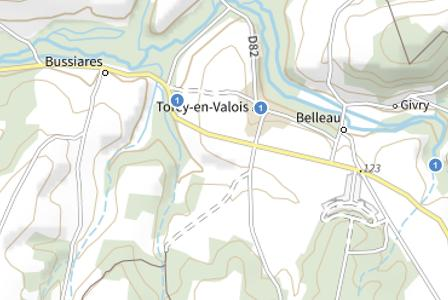 D82
Bussiares
1
Torcy-en-Valois 1
Givry
Belleau
1
123